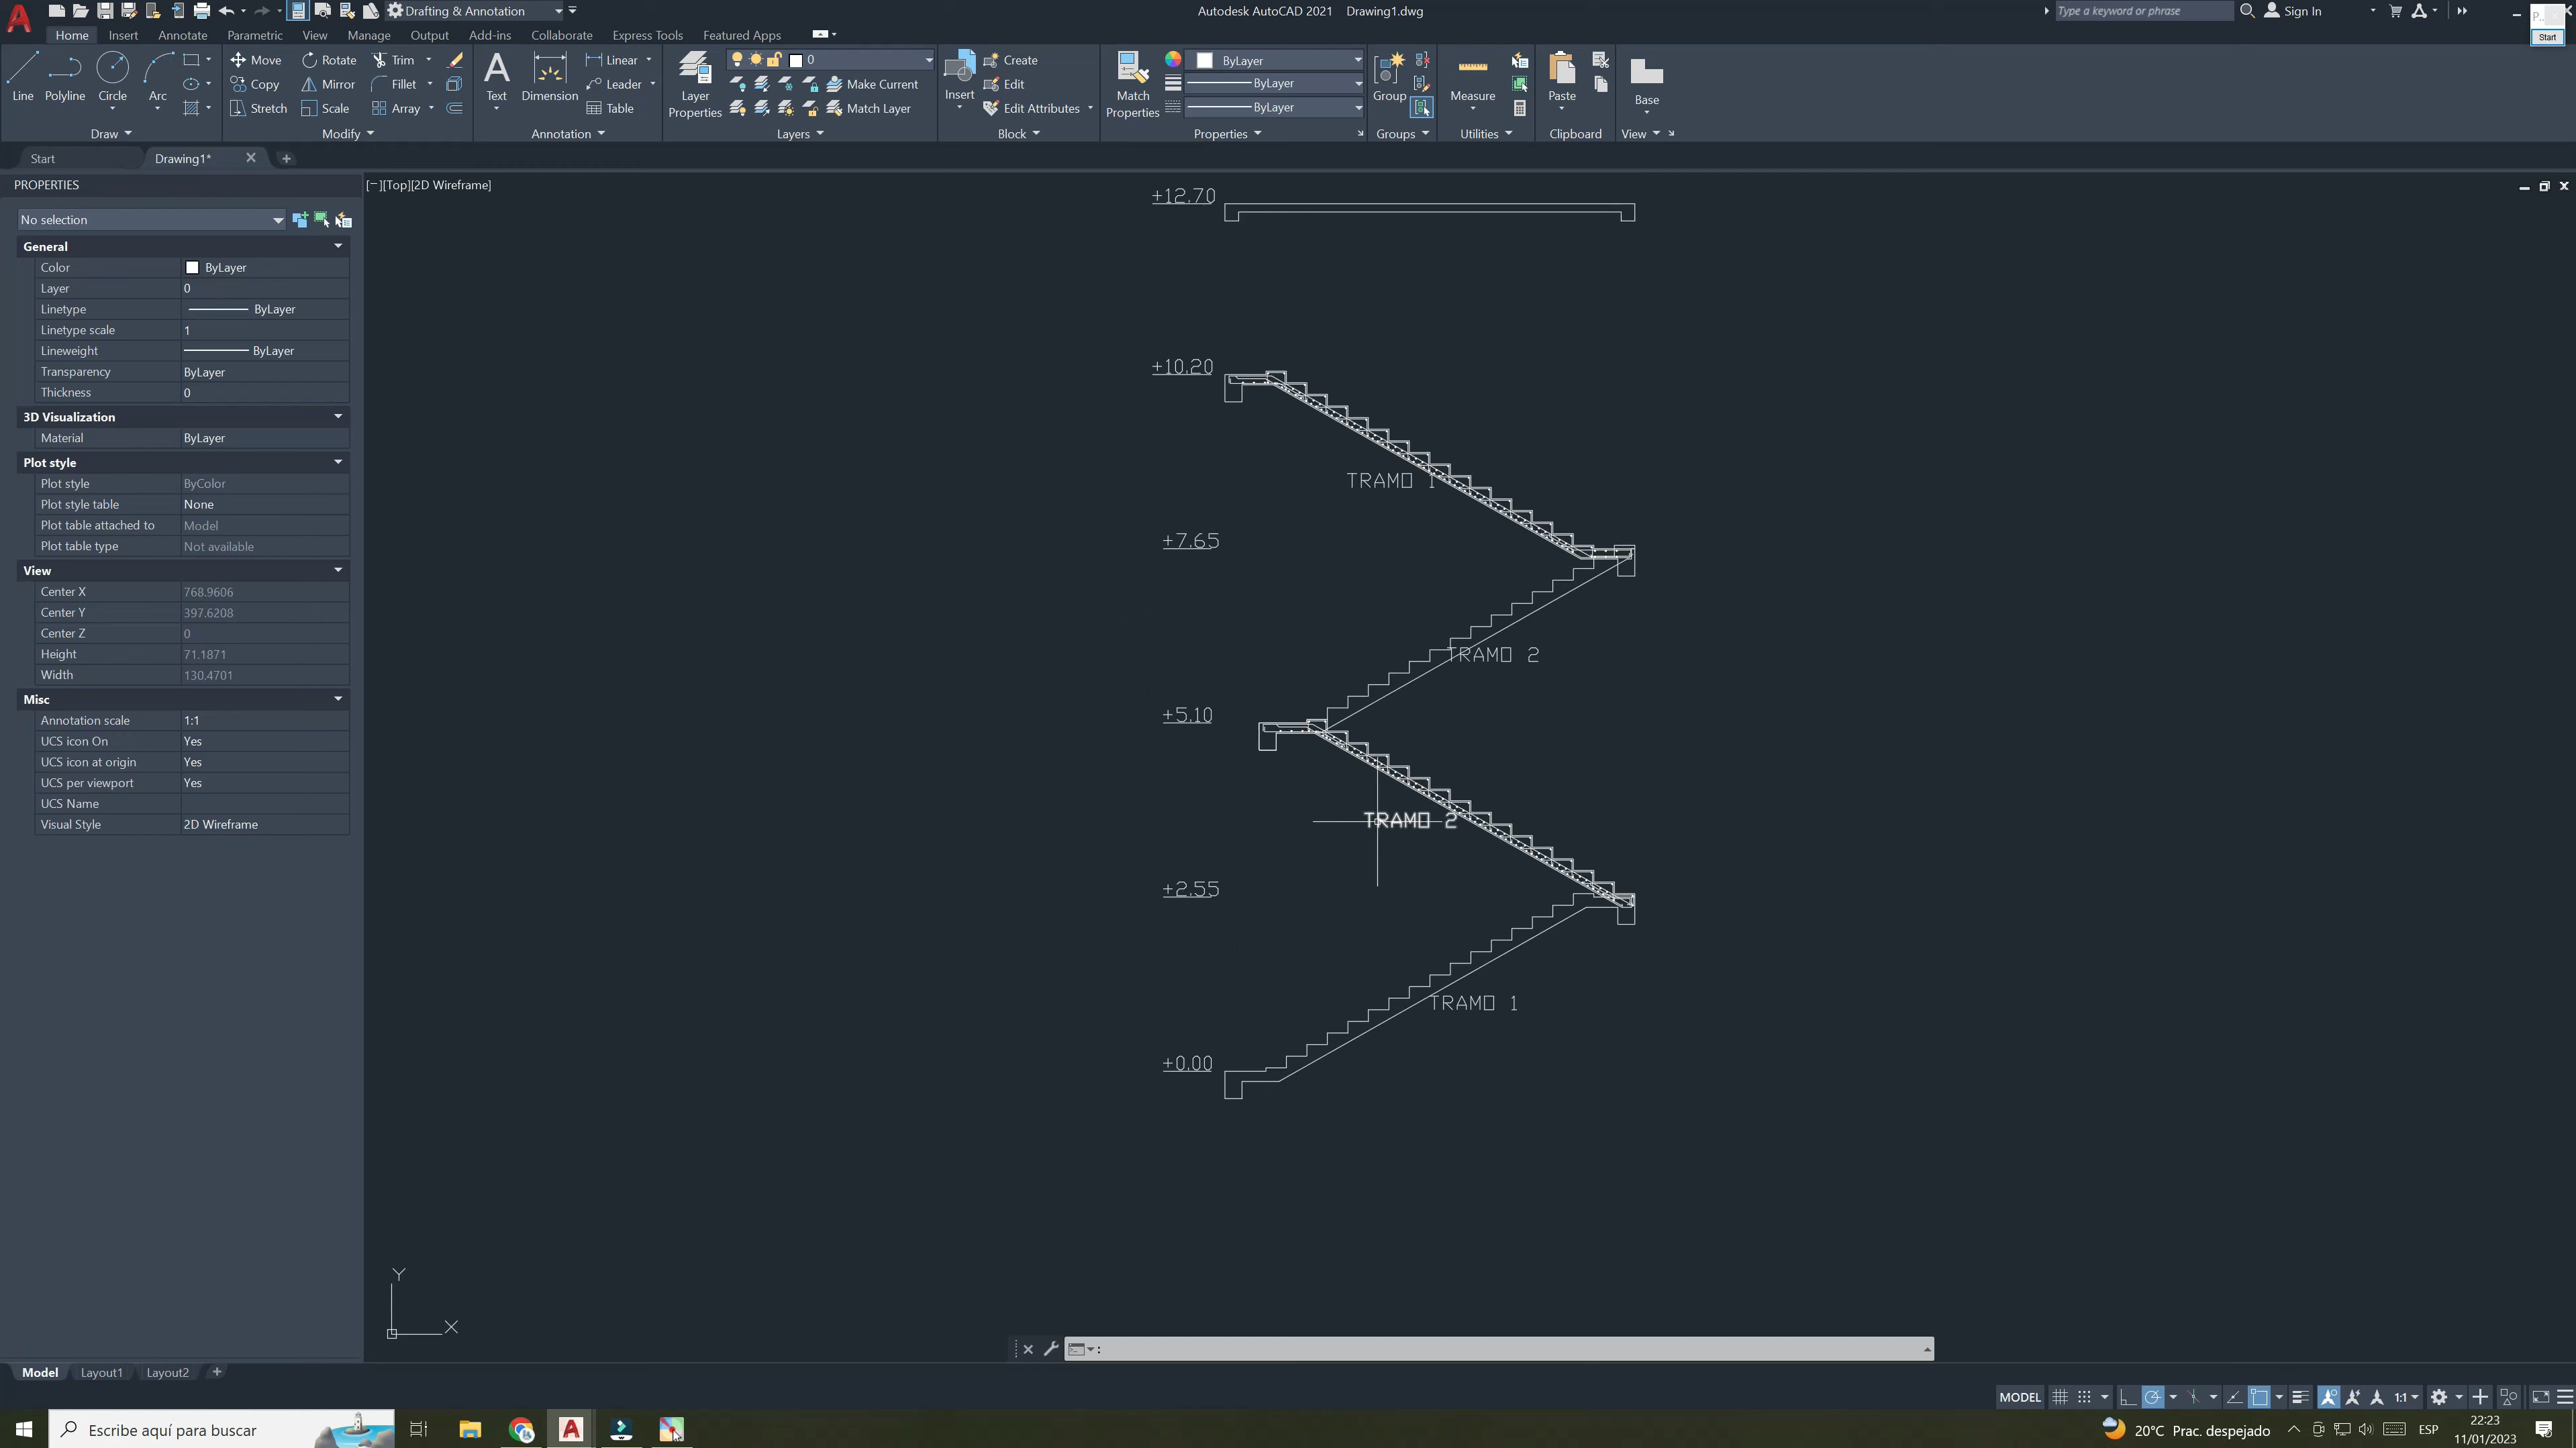 Drafting & Annotation
Autodesk AutoCAD 2021 Drawing1.dwg
Type a keyword or phrase
Sign In
Start
Home Insert Annotate Parametric View Manage Output Add-ins Collaborate Express Tools Featured Apps
Line Polyline Circle Arc
Move Rotate Trim
Copy Mirror Fillet
Stretch Scale Array
Text Dimension
Linear
Leader
Table
Layer Properties
0
Make Current
Match Layer
Insert
Create
Edit
Edit Attributes
Match Properties
ByLayer
ByLayer
ByLayer
Group
Measure
Paste
Base
Draw Modify Annotation Layers Block Properties Groups Utilities Clipboard View
Start Drawing1*
PROPERTIES
No selection
General
Color ByLayer
Layer 0
Linetype ByLayer
Linetype scale 1
Lineweight ByLayer
Transparency ByLayer
Thickness 0
3D Visualization
Material ByLayer
Plot style
Plot style ByColor
Plot style table None
Plot table attached to Model
Plot table type Not available
View
Center X 768.9606
Center Y 397.6208
Center Z 0
Height 71.1871
Width 130.4701
Misc
Annotation scale 1:1
UCS icon On Yes
UCS icon at origin Yes
UCS per viewport Yes
UCS Name
Visual Style 2D Wireframe
[−][Top][2D Wireframe]
+12.70
+10.20
TRAMO 1
+7.65
TRAMO 2
+5.10
TRAMO 2
+2.55
TRAMO 1
+0.00
Y
X
:
Model Layout1 Layout2
MODEL
1:1
Escribe aquí para buscar
20°C Prac. despejado
ESP
22:23
11/01/2023